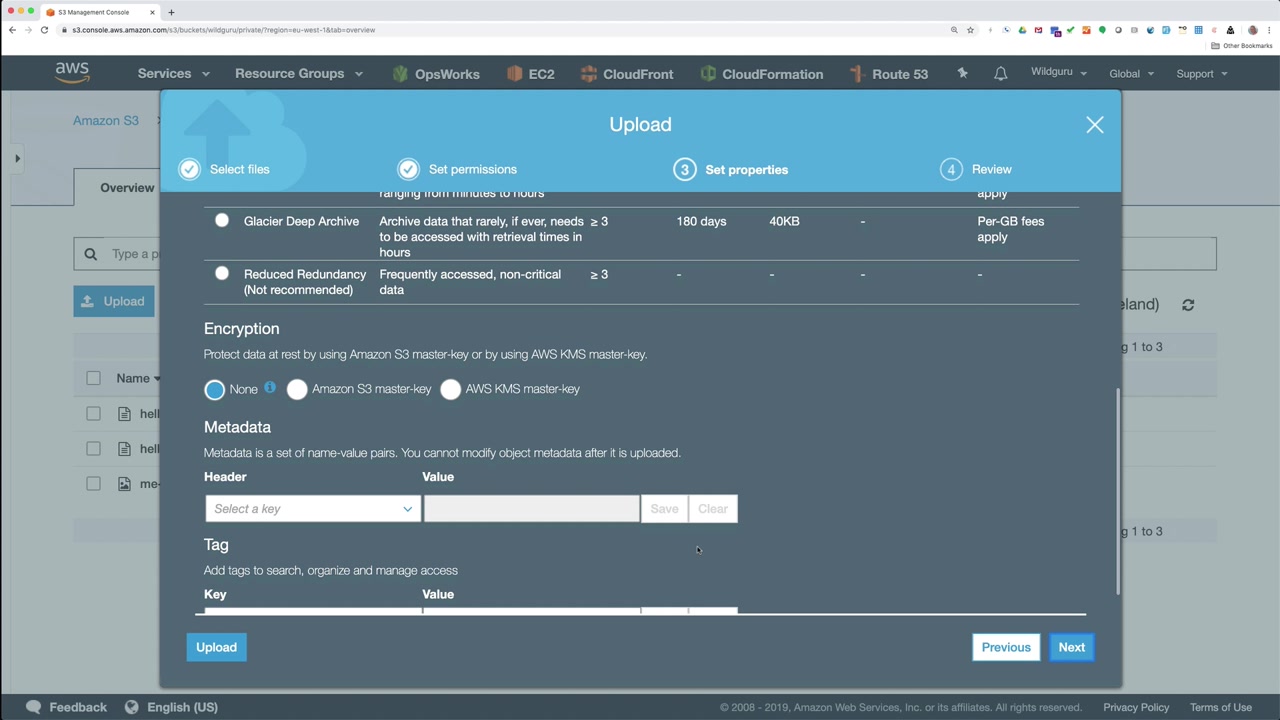 S3 Management Console
s3.console.aws.amazon.com/s3/buckets/wildguru/private/?region=eu-west-1&tab=overview
Other Bookmarks
aws
Services
Resource Groups
OpsWorks
EC2
CloudFront
CloudFormation
Route 53
Wildguru
Global
Support
Amazon S3
Upload
Select files
Set permissions
3
Set properties
4
Review
Overview
ranging from minutes to hours
apply
Glacier Deep Archive
Archive data that rarely, if ever, needs
to be accessed with retrieval times in
hours
≥ 3
180 days
40KB
-
Per-GB fees
apply
Type a p
Reduced Redundancy
(Not recommended)
Frequently accessed, non-critical
data
≥ 3
-
-
-
-
Upload
eland)
Encryption
Protect data at rest by using Amazon S3 master-key or by using AWS KMS master-key.
g 1 to 3
Name
None
Amazon S3 master-key
AWS KMS master-key
hell
Metadata
Metadata is a set of name-value pairs. You cannot modify object metadata after it is uploaded.
hell
Header
Value
me-
Select a key
Save
Clear
g 1 to 3
Tag
Add tags to search, organize and manage access
Key
Value
Upload
Previous
Next
Feedback
English (US)
© 2008 - 2019, Amazon Web Services, Inc. or its affiliates. All rights reserved.
Privacy Policy
Terms of Use